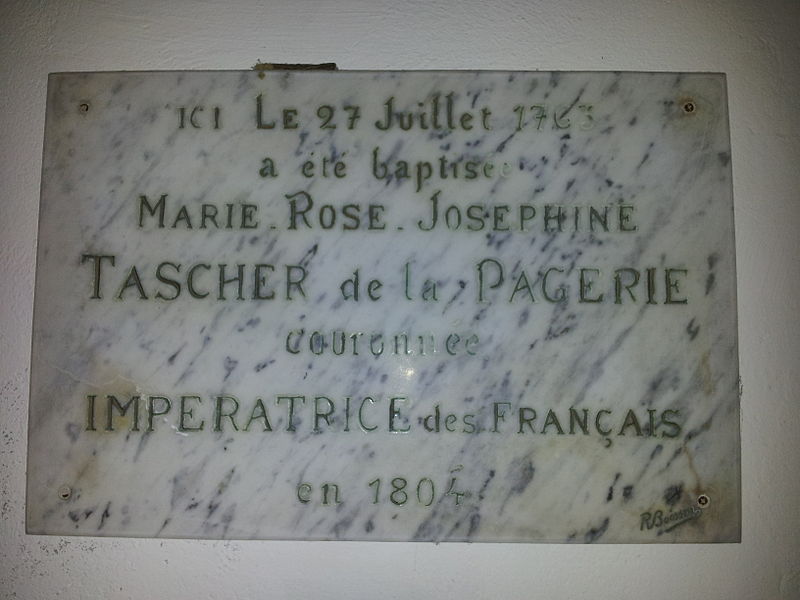 ICI LE 27 Juillet 1763
a été baptisée
MARIE. ROSE. JOSEPHINE
TASCHER de la PAGERIE
couronnée
IMPERATRICE des FRANÇAIS
en 1804